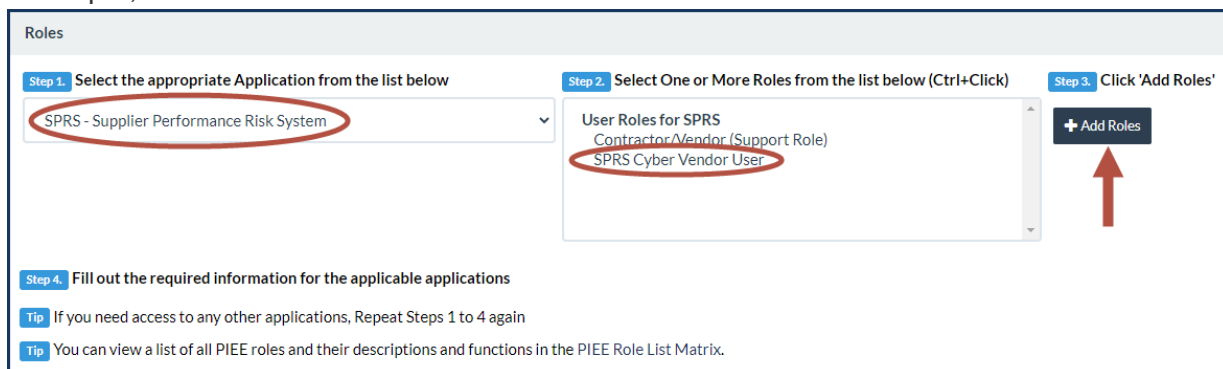 Roles
Step 1. Select the appropriate Application from the list below
SPRS - Supplier Performance Risk System
Step 2. Select One or More Roles from the list below (Ctrl+Click)
User Roles for SPRS
Contractor/Vendor (Support Role)
SPRS Cyber Vendor User
Step 3. Click 'Add Roles'
+ Add Roles
Step 4. Fill out the required information for the applicable applications
Tip If you need access to any other applications, Repeat Steps 1 to 4 again
Tip You can view a list of all PIEE roles and their descriptions and functions in the PIEE Role List Matrix.